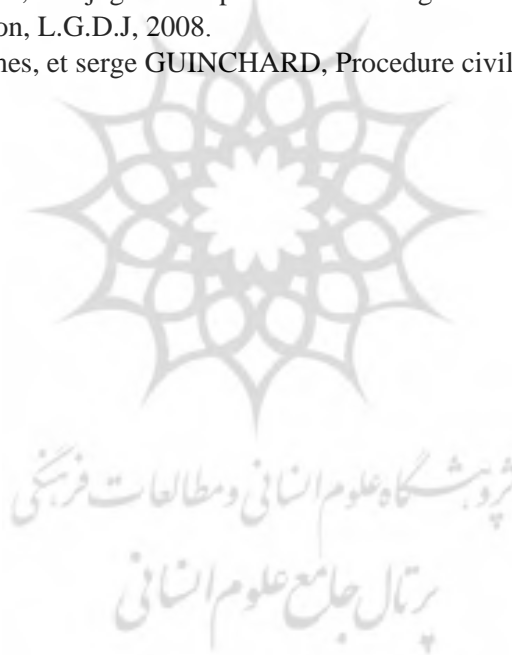 on, L.G.D.J, 2008.
nes, et serge GUINCHARD, Procedure civil
پژوهشگاه علوم انسانی و مطالعات فرهنگی
پرتال جامع علوم انسانی